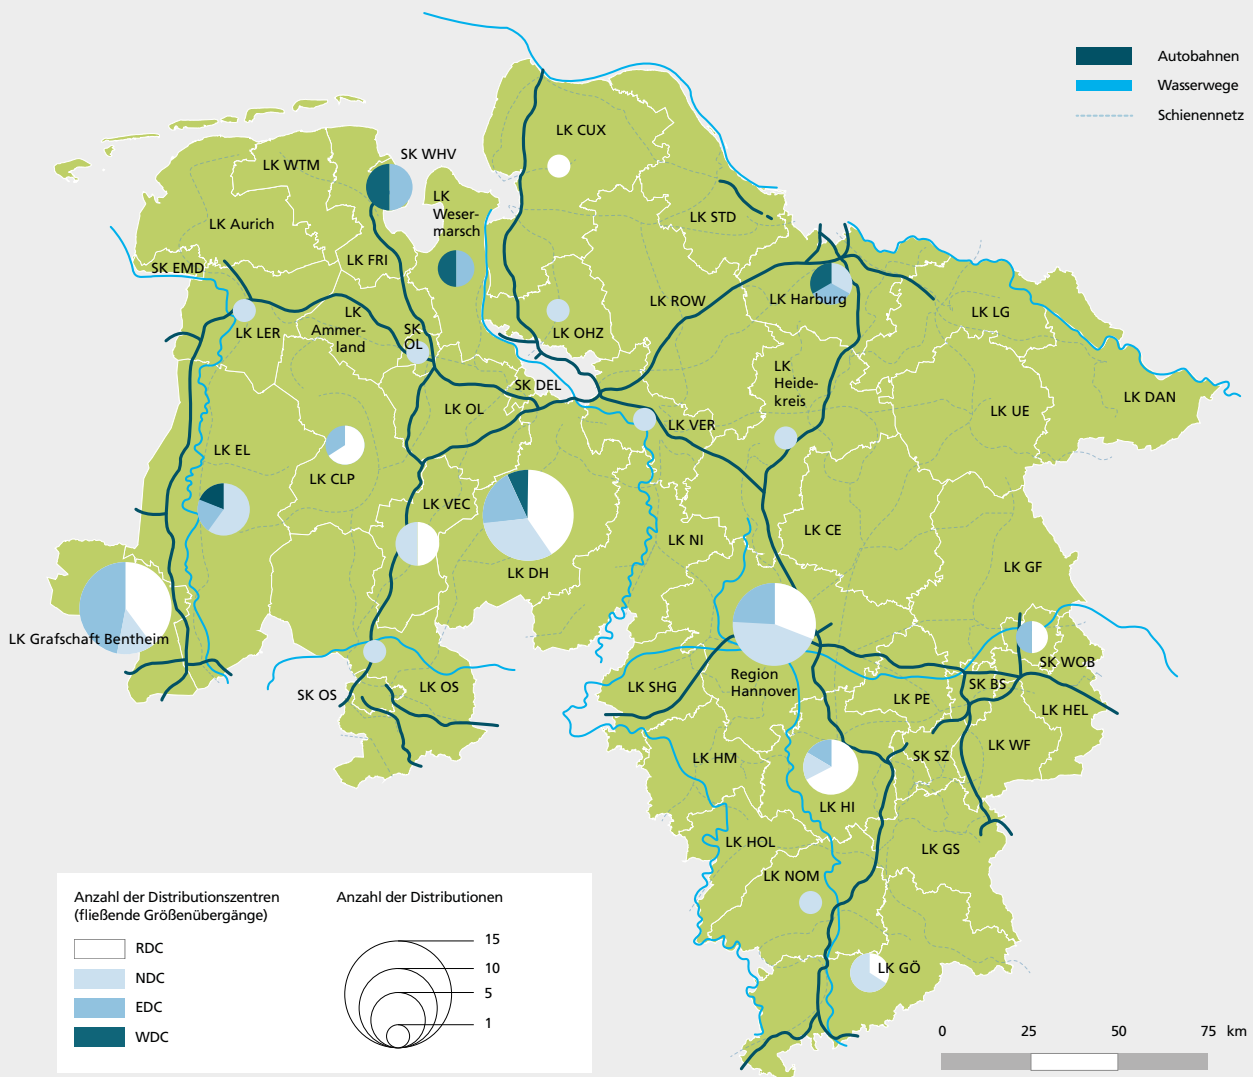 Autobahnen
Wasserwege
Schienennetz
LK CUX
SK WHV
LK WTM
LK
Weser-
marsch
LK STD
LK Aurich
LK FRI
SK EMD
LK ROW
LK Harburg
LK LG
LK LER
LK
Ammer-
land
SK
OL
LK OHZ
LK
Heide-
kreis
SK DEL
LK DAN
LK OL
LK UE
LK VER
LK EL
LK CLP
LK VEC
LK CE
LK NI
LK DH
LK GF
LK Grafschaft Bentheim
SK WOB
Region
Hannover
LK SHG
SK BS
LK OS
SK OS
LK PE
LK HEL
LK WF
LK HM
SK SZ
LK HI
LK HOL
LK GS
LK NOM
LK GÖ
Anzahl der Distributionszentren
(fließende Größenübergänge)
RDC
NDC
EDC
WDC
Anzahl der Distributionen
15
10
5
1
0 25 50 75 km